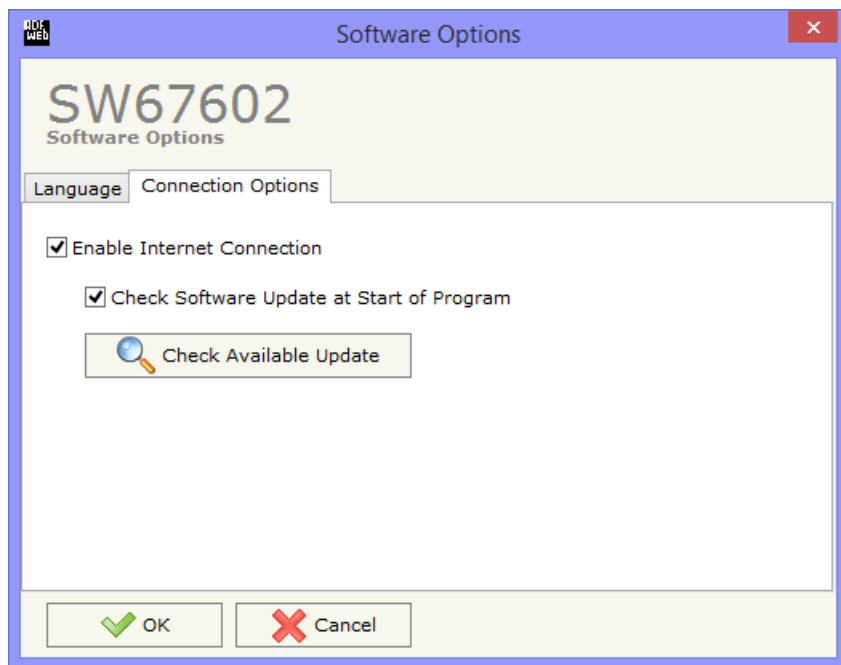 ADF
WEB
Software Options
SW67602
Software Options
Language
Connection Options
Enable Internet Connection
Check Software Update at Start of Program
Check Available Update
OK
Cancel